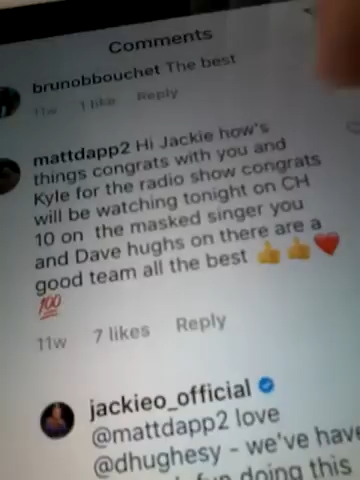 Comments
brunobbouchet The best
11w 1 like Reply
mattdapp2 Hi Jackie how's
things congrats with you and
Kyle for the radio show congrats
will be watching tonight on CH
10 on the masked singer you
and Dave hughs on there are a
good team all the best 👍👍❤️
💯
11w 7 likes Reply
jackieo_official
@mattdapp2 love
@dhughesy - we've have
fun doing this